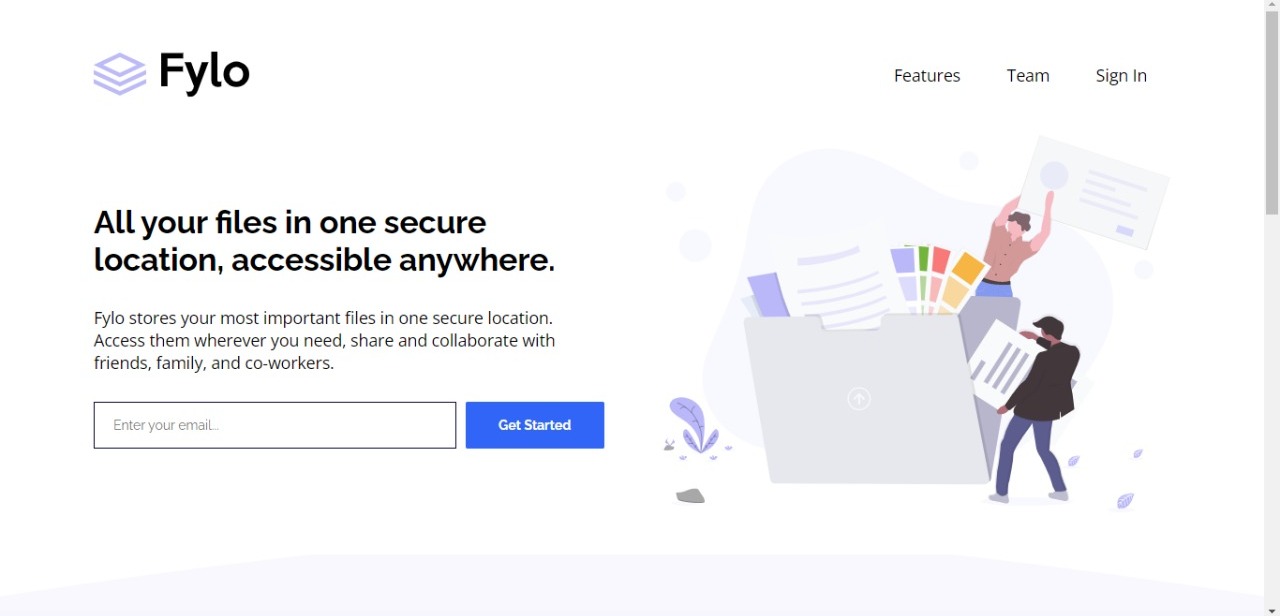 Fylo
Features Team Sign In
All your files in one secure
location, accessible anywhere.
Fylo stores your most important files in one secure location.
Access them wherever you need, share and collaborate with
friends, family, and co-workers.
Enter your email...
Get Started